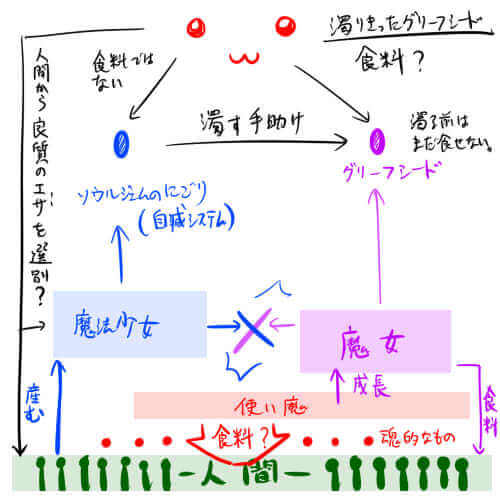 濁りきったグリーフシード
食料?
食料では
ない
人間から良質のエサを選別?
濁す手助け
濁る前は
まだ食せない。
グリーフシード
ソウルジェムのにごり
(自滅システム)
魔法少女
魔女
産む
成長
食料
使い魔
食料?
魂的なもの
人間